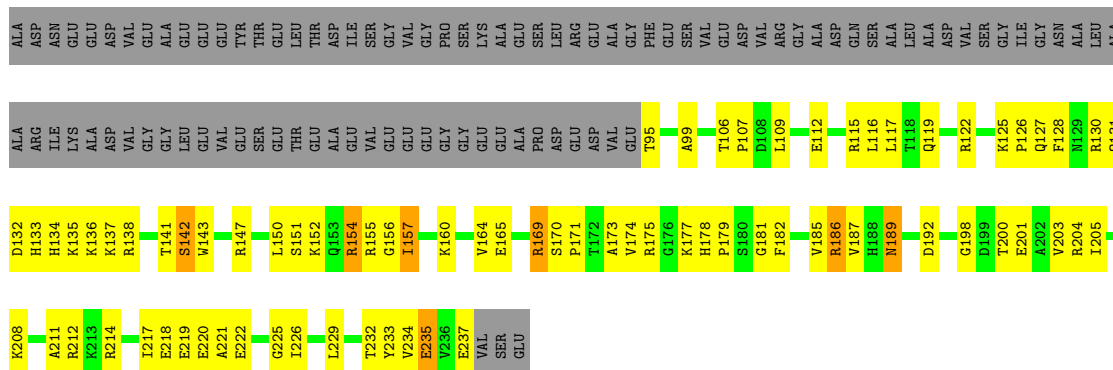 ALA ASP ASN GLU GLU ASP VAL GLU ALA GLU GLU GLU TYR THR GLU LEU THR ASP ILE SER GLY VAL GLY PRO SER LYS ALA GLU SER LEU ARG GLU ALA GLY PHE GLU SER VAL GLU ASP VAL ARG GLY ALA ASP GLN SER ALA LEU ALA ASP VAL SER GLY ILE GLY ASN ALA LEU
ALA ARG ILE LYS ALA ASP VAL GLY GLY LEU GLU VAL GLU SER GLU THR GLU ALA GLU VAL GLU GLU GLU GLY GLY GLU GLU ALA PRO ASP GLU ASP VAL GLU T95 A99 T106 P107 D108 L109 E112 R115 L116 L117 T118 Q119 R122 K125 P126 Q127 F128 N129 R130
D132 H133 H134 K135 K136 K137 R138 T141 S142 W143 R147 L150 S151 K152 Q153 R154 R155 G156 I157 K160 V164 E165 R169 S170 P171 T172 A173 V174 R175 G176 K177 H178 P179 S180 G181 F182 V185 R186 V187 H188 N189 D192 G198 D199 T200 E201 A202 V203 R204 I205
K208 A211 R212 K213 R214 I217 E218 E219 E220 A221 E222 G225 I226 L229 T232 Y233 V234 E235 V236 E237 VAL SER GLU